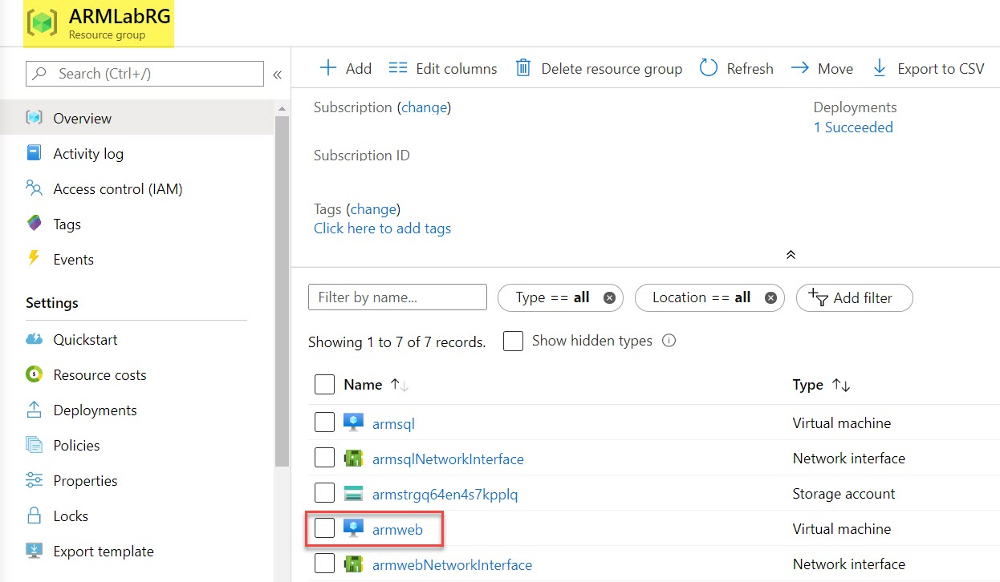 ARMLabRG
Resource group
Search (Ctrl+/)
«
Overview
Activity log
Access control (IAM)
Tags
Events
Settings
Quickstart
Resource costs
Deployments
Policies
Properties
Locks
Export template
Add
Edit columns
Delete resource group
Refresh
Move
Export to CSV
Subscription (change)
Deployments
1 Succeeded
Subscription ID
Tags (change)
Click here to add tags
Filter by name...
Type == all
Location == all
Add filter
Showing 1 to 7 of 7 records.
Show hidden types
Name ↑↓
Type ↑↓
armsql
Virtual machine
armsqlNetworkInterface
Network interface
armstrgq64en4s7kpplq
Storage account
armweb
Virtual machine
armwebNetworkInterface
Network interface